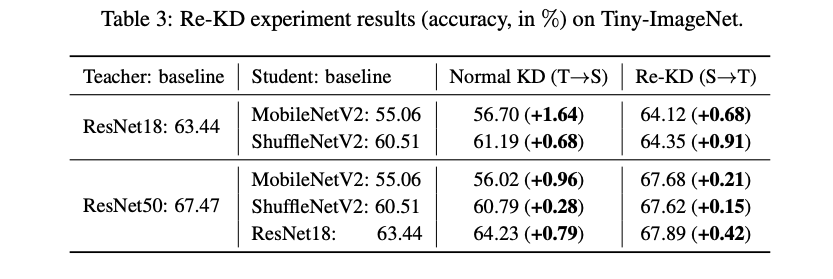 Table 3: Re-KD experiment results (accuracy, in %) on Tiny-ImageNet.
Teacher: baseline Student: baseline Normal KD (T→S) Re-KD (S→T)
ResNet18: 63.44
MobileNetV2: 55.06 56.70 (+1.64) 64.12 (+0.68)
ShuffleNetV2: 60.51 61.19 (+0.68) 64.35 (+0.91)
ResNet50: 67.47
MobileNetV2: 55.06 56.02 (+0.96) 67.68 (+0.21)
ShuffleNetV2: 60.51 60.79 (+0.28) 67.62 (+0.15)
ResNet18: 63.44 64.23 (+0.79) 67.89 (+0.42)